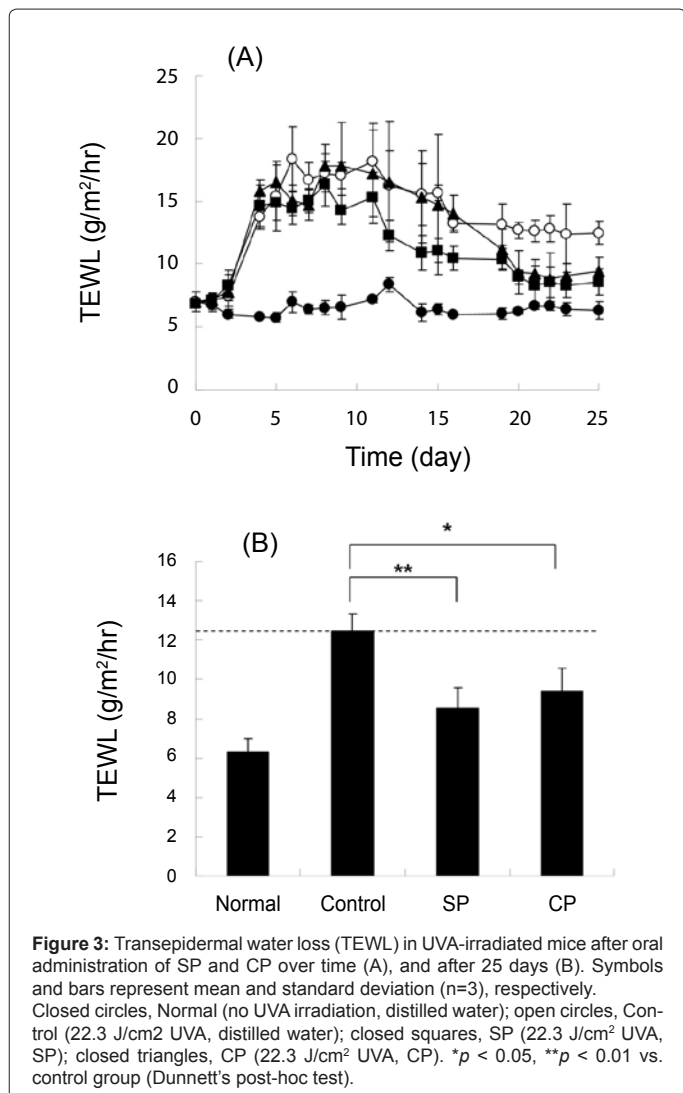 (A)
25
20
15
10
5
0
TEWL (g/m²/hr)
0 5 10 15 20 25
Time (day)
(B)
*
**
16
14
12
10
8
6
4
2
0
TEWL (g/m²/hr)
Normal Control SP CP
Figure 3: Transepidermal water loss (TEWL) in UVA-irradiated mice after oral
administration of SP and CP over time (A), and after 25 days (B). Symbols
and bars represent mean and standard deviation (n=3), respectively.
Closed circles, Normal (no UVA irradiation, distilled water); open circles, Con-
trol (22.3 J/cm2 UVA, distilled water); closed squares, SP (22.3 J/cm² UVA,
SP); closed triangles, CP (22.3 J/cm² UVA, CP). *p < 0.05, **p < 0.01 vs.
control group (Dunnett's post-hoc test).